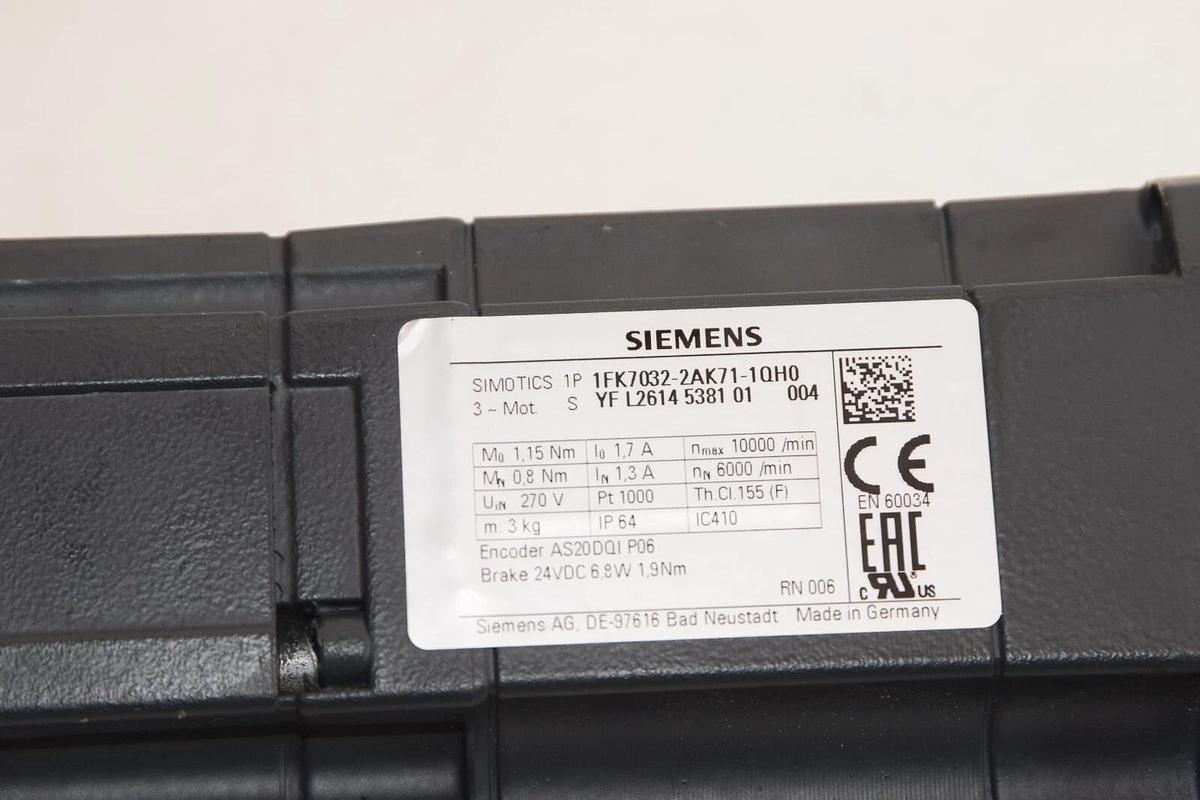 SIEMENS
SIMOTICS 1P 1FK7032-2AK71-1QH0
3 ~ Mot. S YF L2614 5381 01 004
M0 1,15 Nm I0 1,7 A nmax 10000 /min
MN 0,8 Nm IN 1,3 A nN 6000 /min
UIN 270 V Pt 1000 Th.Cl.155 (F)
m: 3 kg IP 64 IC410
Encoder AS20DQI P06
Brake 24VDC 6,8W 1,9Nm
RN 006
CE
EN 60034
EAC
c RU® US
Siemens AG, DE-97616 Bad Neustadt Made in Germany